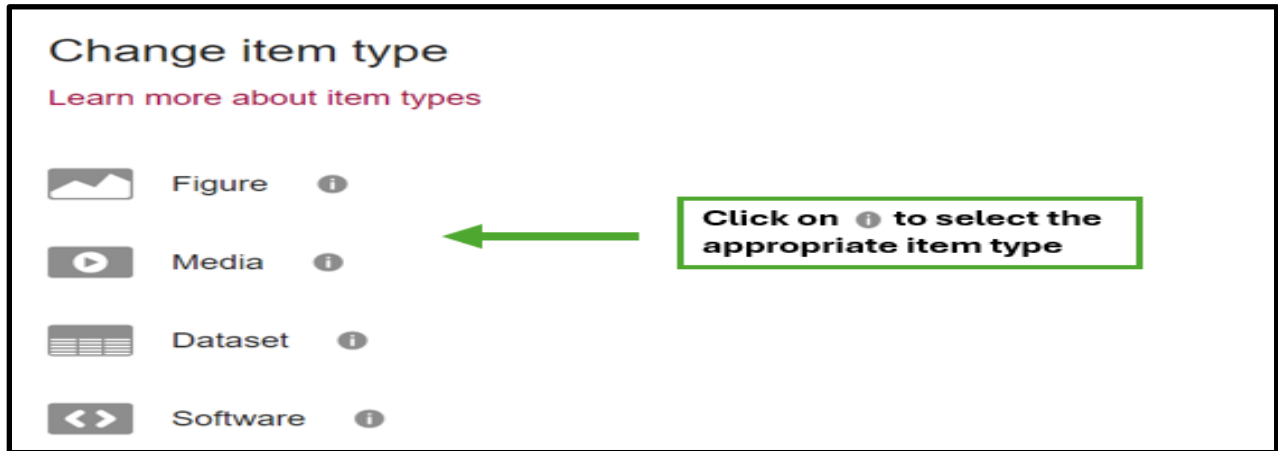 Change item type
Learn more about item types
Figure
Click on to select the
appropriate item type
Media
Dataset
Software